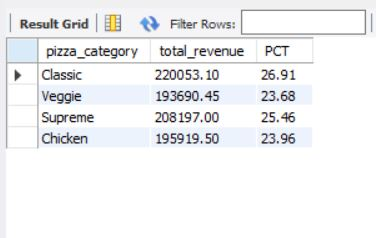 Result Grid Filter Rows:
pizza_category total_revenue PCT
Classic 220053.10 26.91
Veggie 193690.45 23.68
Supreme 208197.00 25.46
Chicken 195919.50 23.96